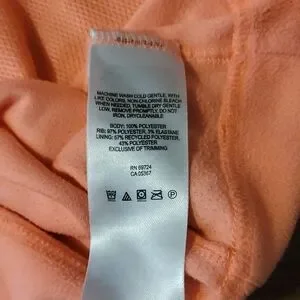 MACHINE WASH COLD GENTLE, WITH
LIKE COLORS, NON-CHLORINE BLEACH
WHEN NEEDED, TUMBLE DRY GENTLE
LOW, REMOVE PROMPTLY, DO NOT
IRON, DRYCLEANABLE
BODY: 100% POLYESTER
RIB: 97% POLYESTER, 3% ELASTANE
LINING: 57% RECYCLED POLYESTER,
43% POLYESTER
EXCLUSIVE OF TRIMMING
RN 69724
CA 05367
P